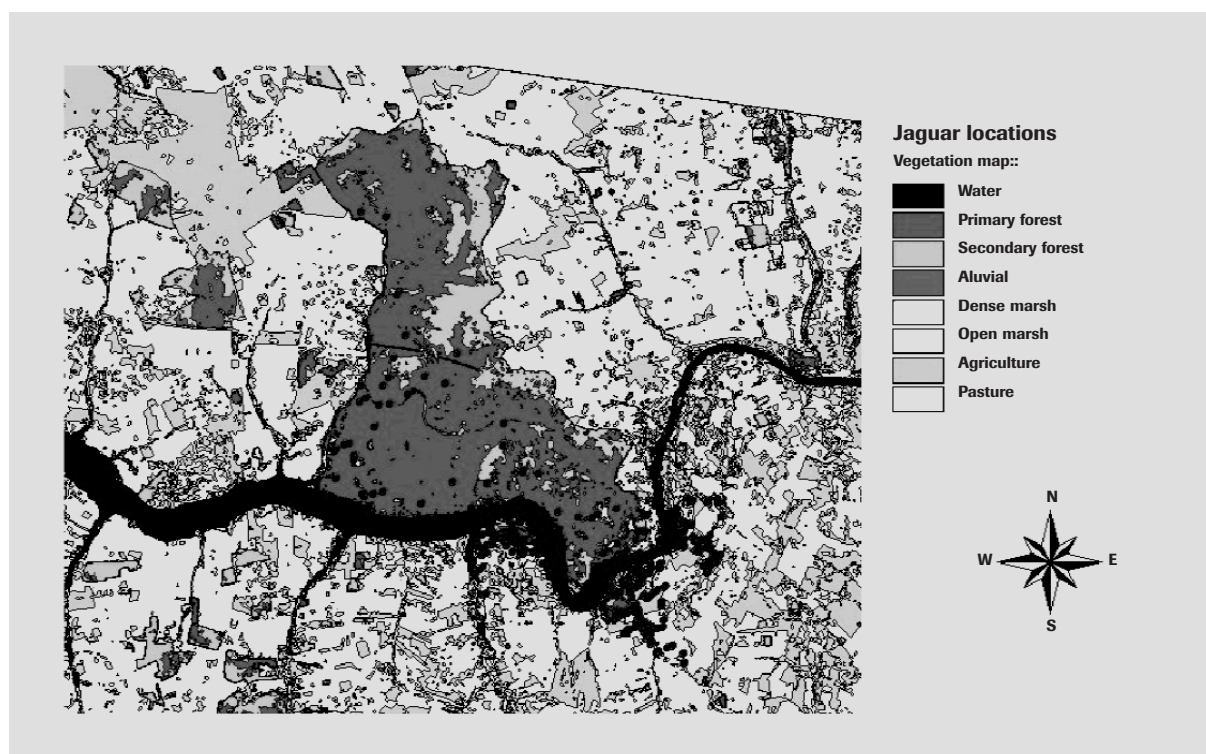 Jaguar locations
Vegetation map::
Water
Primary forest
Secondary forest
Aluvial
Dense marsh
Open marsh
Agriculture
Pasture
N
W E
S